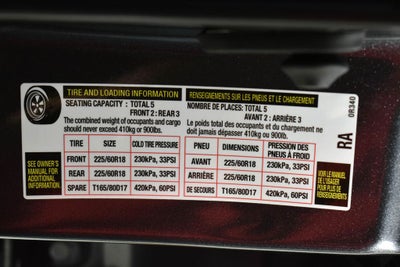 TIRE AND LOADING INFORMATION
SEATING CAPACITY : TOTAL 5
FRONT 2 : REAR 3
The combined weight of occupants and cargo
should never exceed 410kg or 900lbs.
TIRE SIZE COLD TIRE PRESSURE
FRONT 225/60R18 230kPa, 33PSI
REAR 225/60R18 230kPa, 33PSI
SPARE T165/80D17 420kPa, 60PSI
SEE OWNER'S
MANUAL FOR
ADDITIONAL
INFORMATION
RENSEIGNEMENTS SUR LES PNEUS ET LE CHARGEMENT
NOMBRE DE PLACES: TOTAL 5
AVANT 2 : ARRIÈRE 3
Le poids total des occupants et du chargement ne
doit jamais dépasser 410kg ou 900lb.
PNEU DIMENSIONS PRESSION DES
PNEUS À FROID
AVANT 225/60R18 230kPa, 33PSI
ARRIÈRE 225/60R18 230kPa, 33PSI
DE SECOURS T165/80D17 420kPa, 60PSI
VOIR LE MANUEL
DE L'USAGER
POUR PLUS DE
RENSEIGNEMENTS
RA
0R340